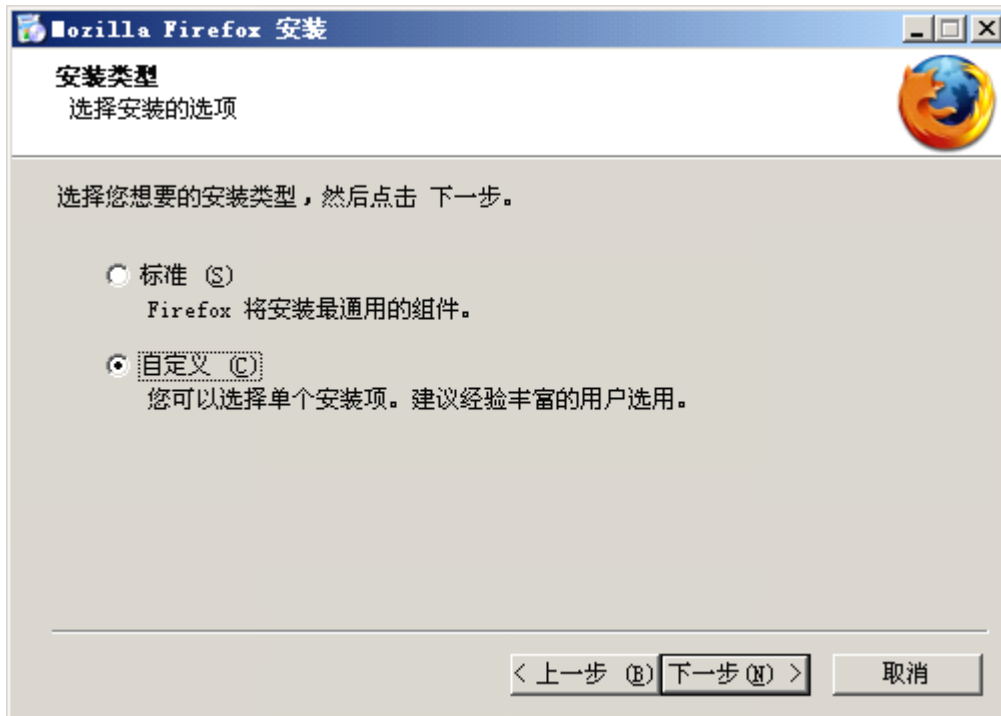 Mozilla Firefox 安装
安装类型
选择安装的选项
选择您想要的安装类型，然后点击 下一步。
标准 (S)
Firefox 将安装最通用的组件。
自定义 (C)
您可以选择单个安装项。建议经验丰富的用户选用。
< 上一步 (B) 下一步(N) > 取消